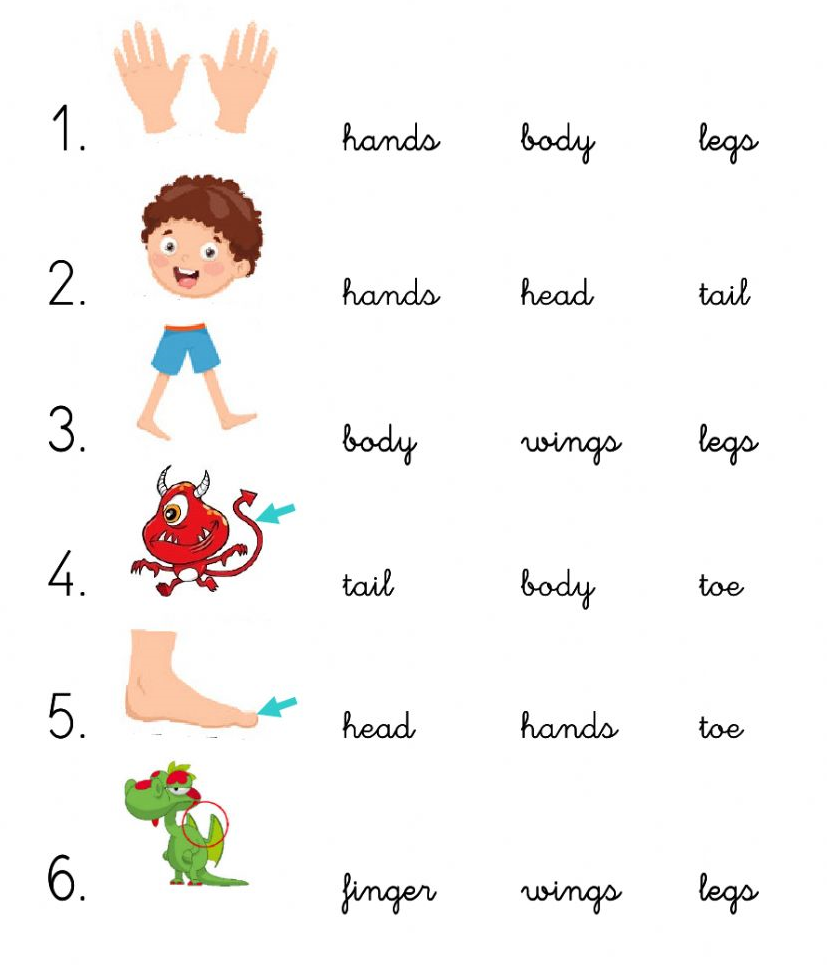 1. hands body legs
2. hands head tail
3. body wings legs
4. tail body toe
5. head hands toe
6. finger wings legs